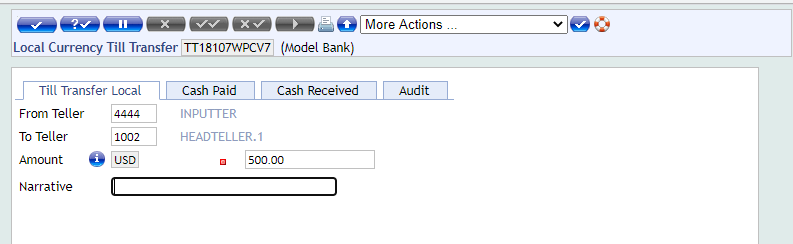 More Actions ...
Local Currency Till Transfer TT18107WPCV7 (Model Bank)
Till Transfer Local Cash Paid Cash Received Audit
From Teller 4444 INPUTTER
To Teller 1002 HEADTELLER.1
Amount USD 500.00
Narrative